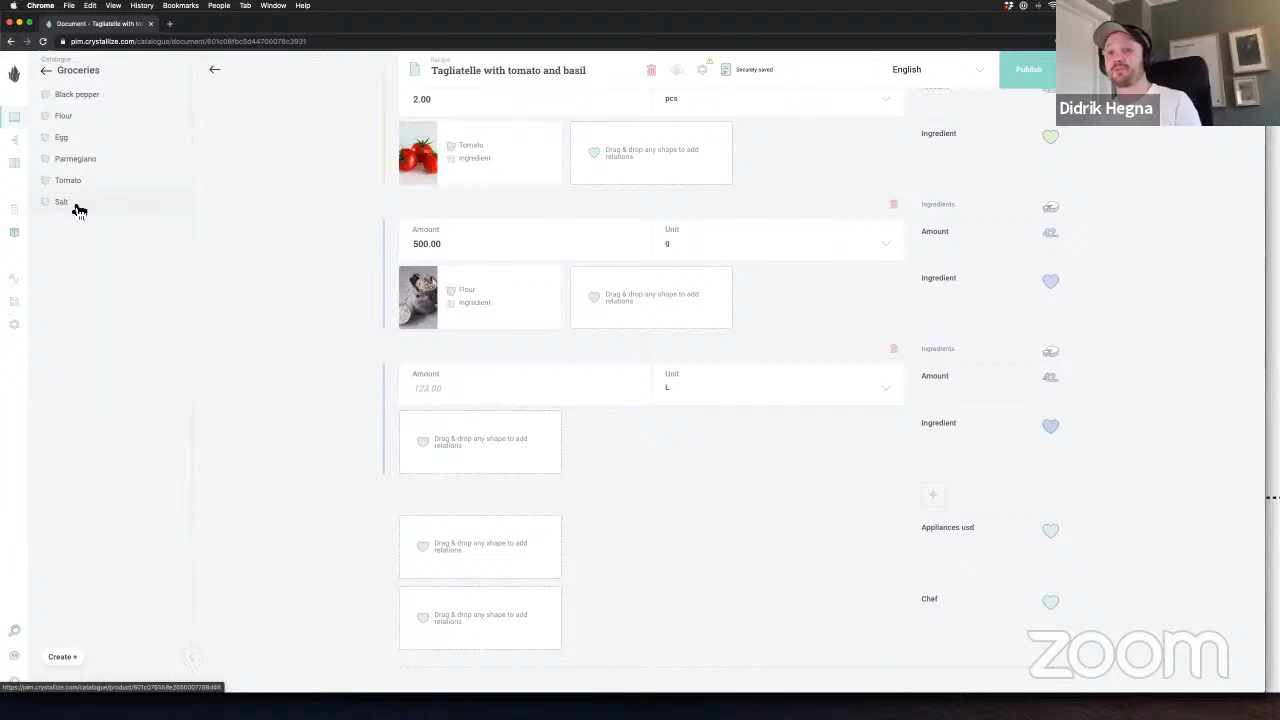 Chrome File Edit View History Bookmarks People Tab Window Help
Document - Tagliatelle with to
pim.crystallize.com/catalogue/document/601c08fbc5d44700078c3931
Catalogue
Groceries
Black pepper
Flour
Egg
Parmegiano
Tomato
Salt
Create +
Recipe
Tagliatelle with tomato and basil
Securely saved
English
Publish
Didrik Hegna
2.00
pcs
Tomato
Ingredient
Drag & drop any shape to add
relations
Ingredient
Ingredients
Amount
500.00
Unit
g
Amount
Flour
Ingredient
Drag & drop any shape to add
relations
Ingredient
Ingredients
Amount
123.00
Unit
L
Amount
Drag & drop any shape to add
relations
Ingredient
Drag & drop any shape to add
relations
Appliances usd
Drag & drop any shape to add
relations
Chef
zoom